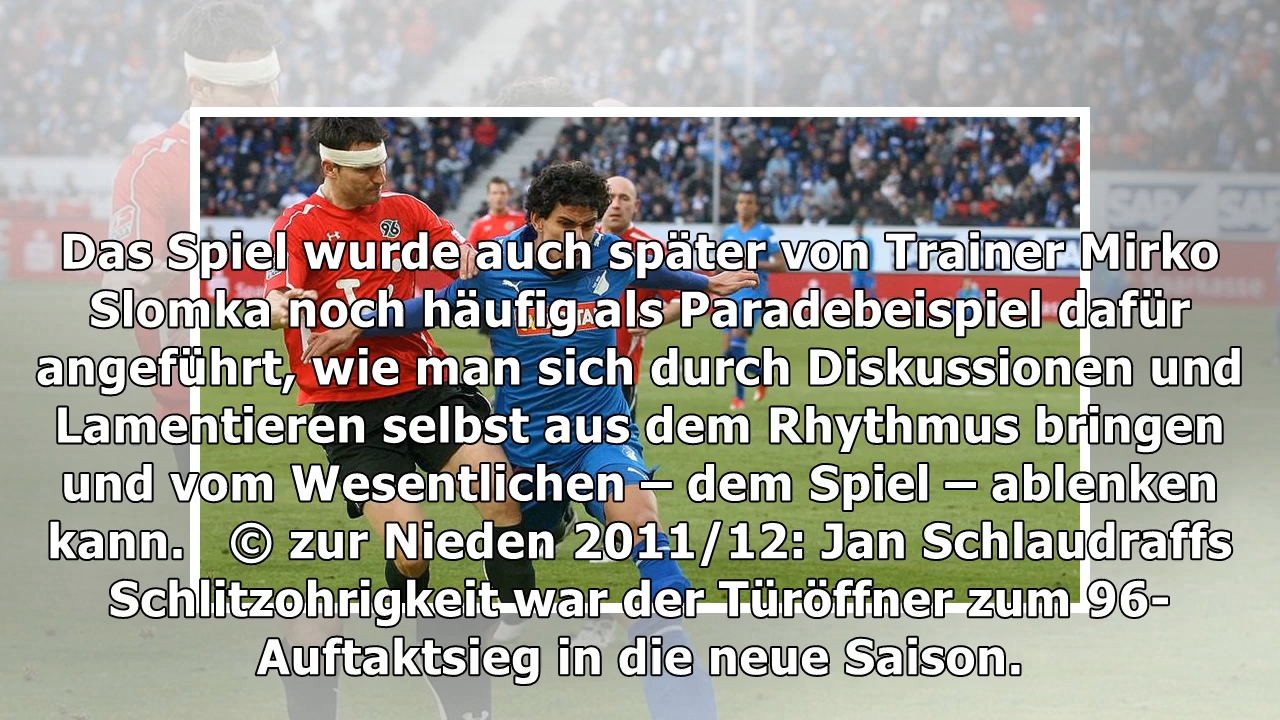 Das Spiel wurde auch später von Trainer Mirko
Slomka noch häufig als Paradebeispiel dafür
angeführt, wie man sich durch Diskussionen und
Lamentieren selbst aus dem Rhythmus bringen
und vom Wesentlichen – dem Spiel – ablenken
kann.   © zur Nieden 2011/12: Jan Schlaudraffs
Schlitzohrigkeit war der Türöffner zum 96-
Auftaktsieg in die neue Saison.
96